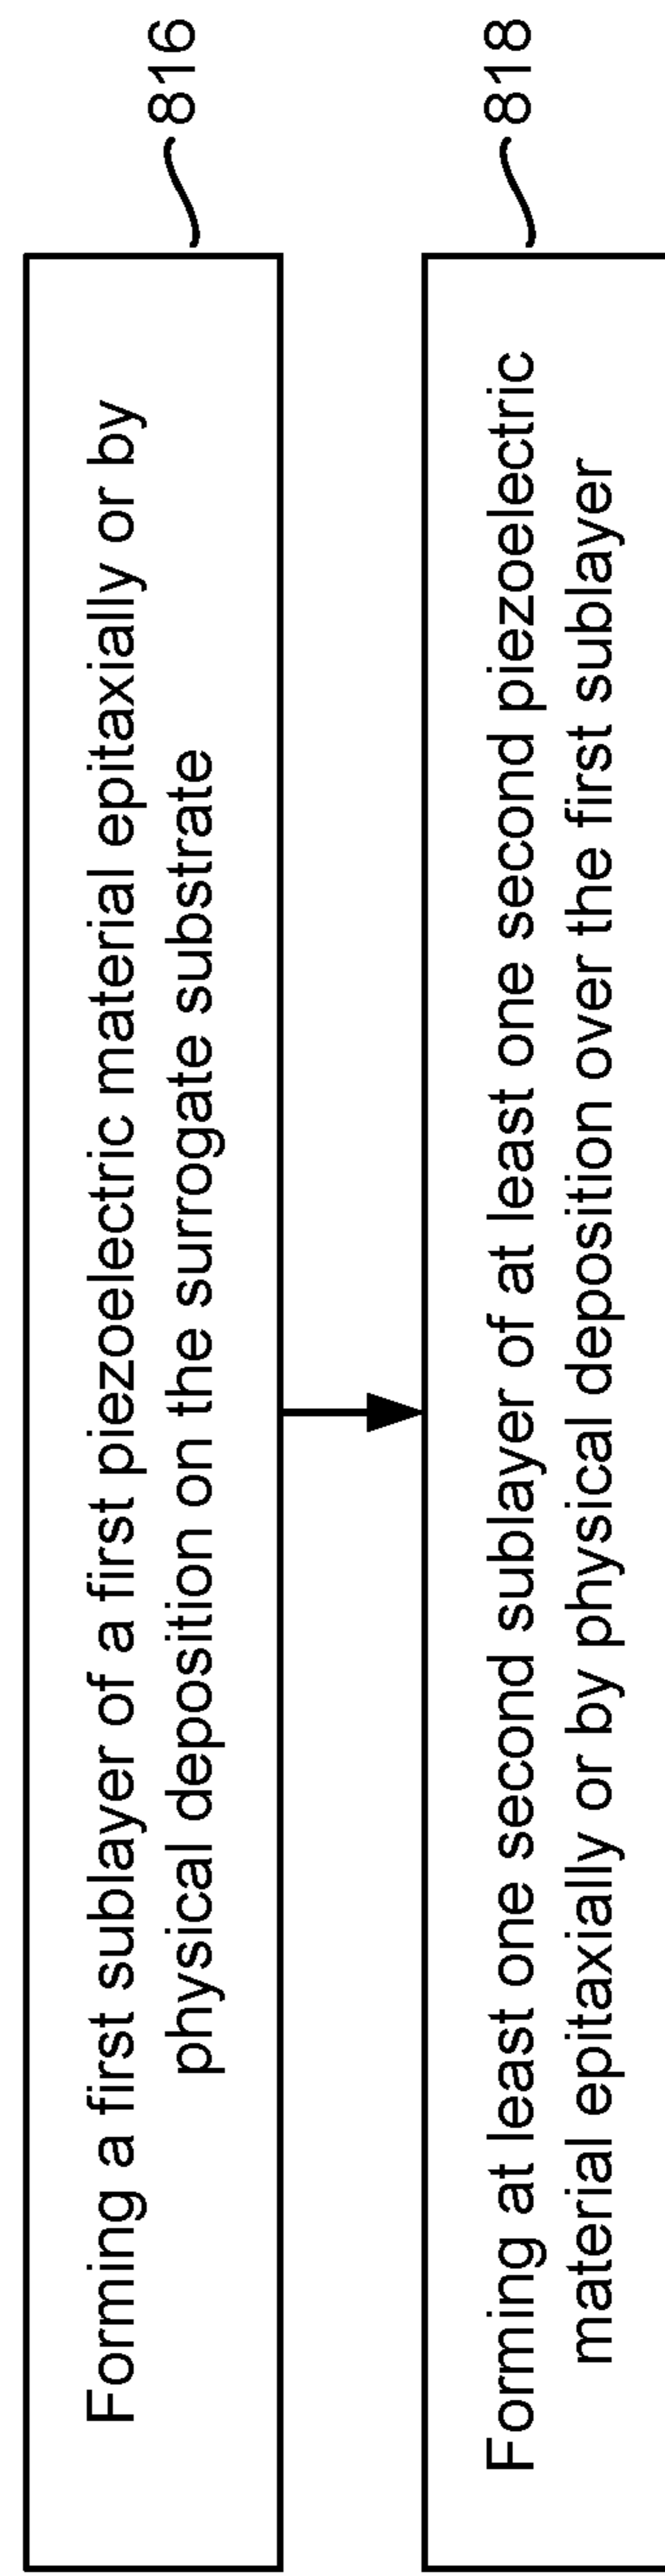 Forming a first sublayer of a first piezoelectric material epitaxially or by
physical deposition on the surrogate substrate
816
Forming at least one second sublayer of at least one second piezoelectric
material epitaxially or by physical deposition over the first sublayer
818